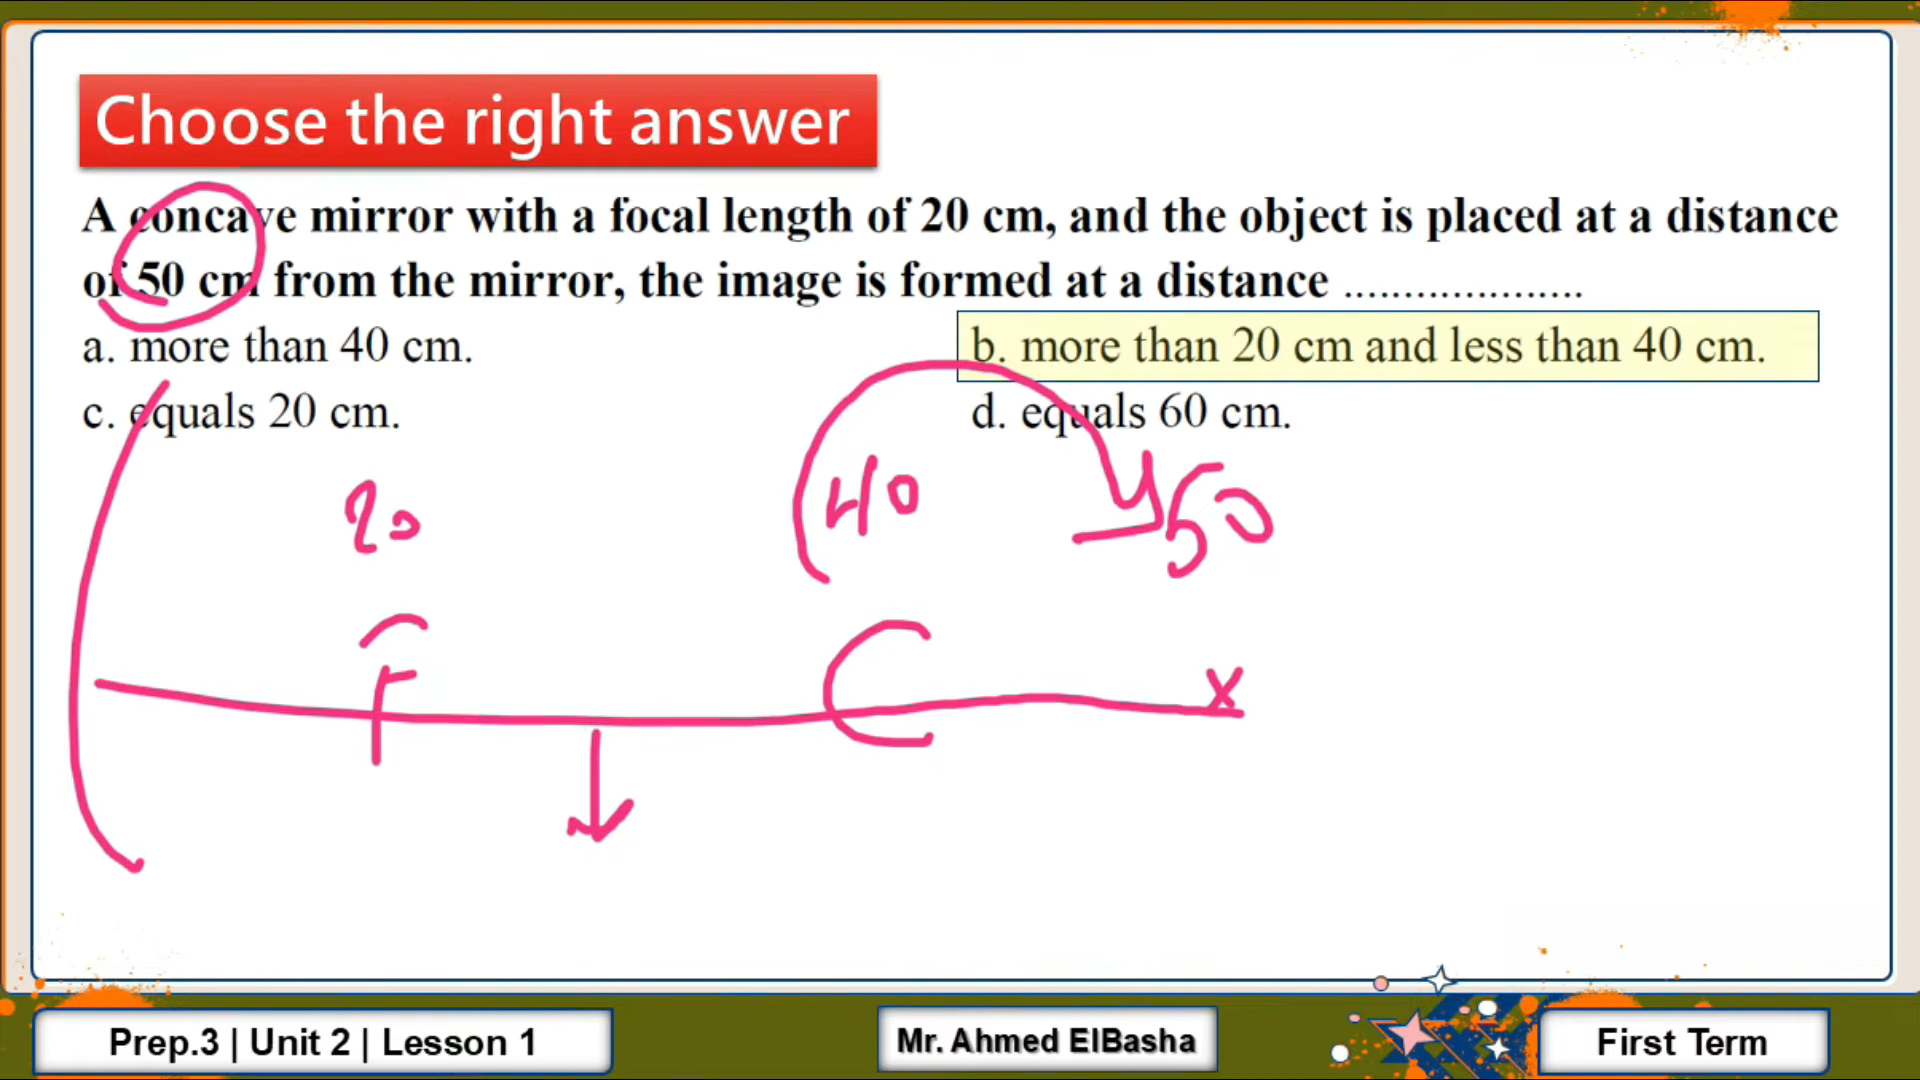 Choose the right answer
A concave mirror with a focal length of 20 cm, and the object is placed at a distance
of 50 cm from the mirror, the image is formed at a distance ....................
a. more than 40 cm.
b. more than 20 cm and less than 40 cm.
c. equals 20 cm.
d. equals 60 cm.
20 40 50
F C x
Prep.3 | Unit 2 | Lesson 1
Mr. Ahmed ElBasha
First Term